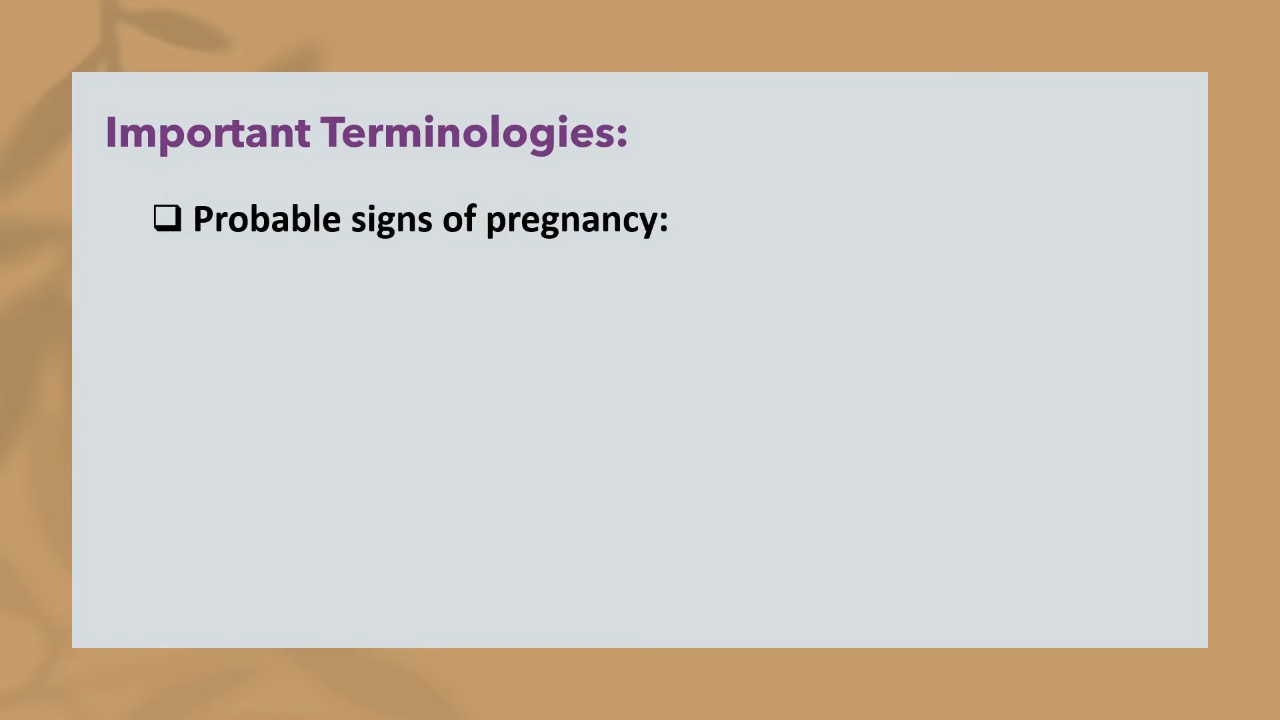 Important Terminologies:
❑ Probable signs of pregnancy: